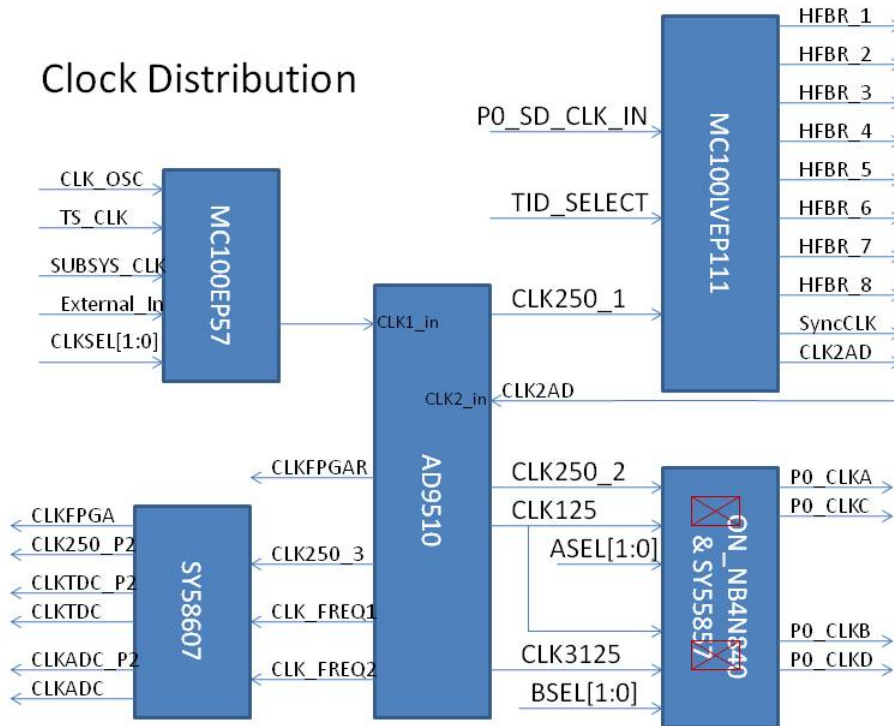 Clock Distribution
CLK_OSC
TS_CLK
SUBSYS_CLK
External_In
CLKSEL[1:0]
MC100EP57
P0_SD_CLK_IN
TID_SELECT
CLK250_1
MC100LVEP111
HFBR_1
HFBR_2
HFBR_3
HFBR_4
HFBR_5
HFBR_6
HFBR_7
HFBR_8
SyncCLK
CLK2AD
CLK1_in
CLK2_in
AD9510
CLK2AD
CLKFPGAR
CLK250_3
CLK_FREQ1
CLK_FREQ2
SY58607
CLKFPGA
CLK250_P2
CLKTDC_P2
CLKTDC
CLKADC_P2
CLKADC
CLK250_2
CLK125
ASEL[1:0]
CLK3125
BSEL[1:0]
ON_NB4N840
& SY55857
P0_CLKA
P0_CLKC
P0_CLKB
P0_CLKD